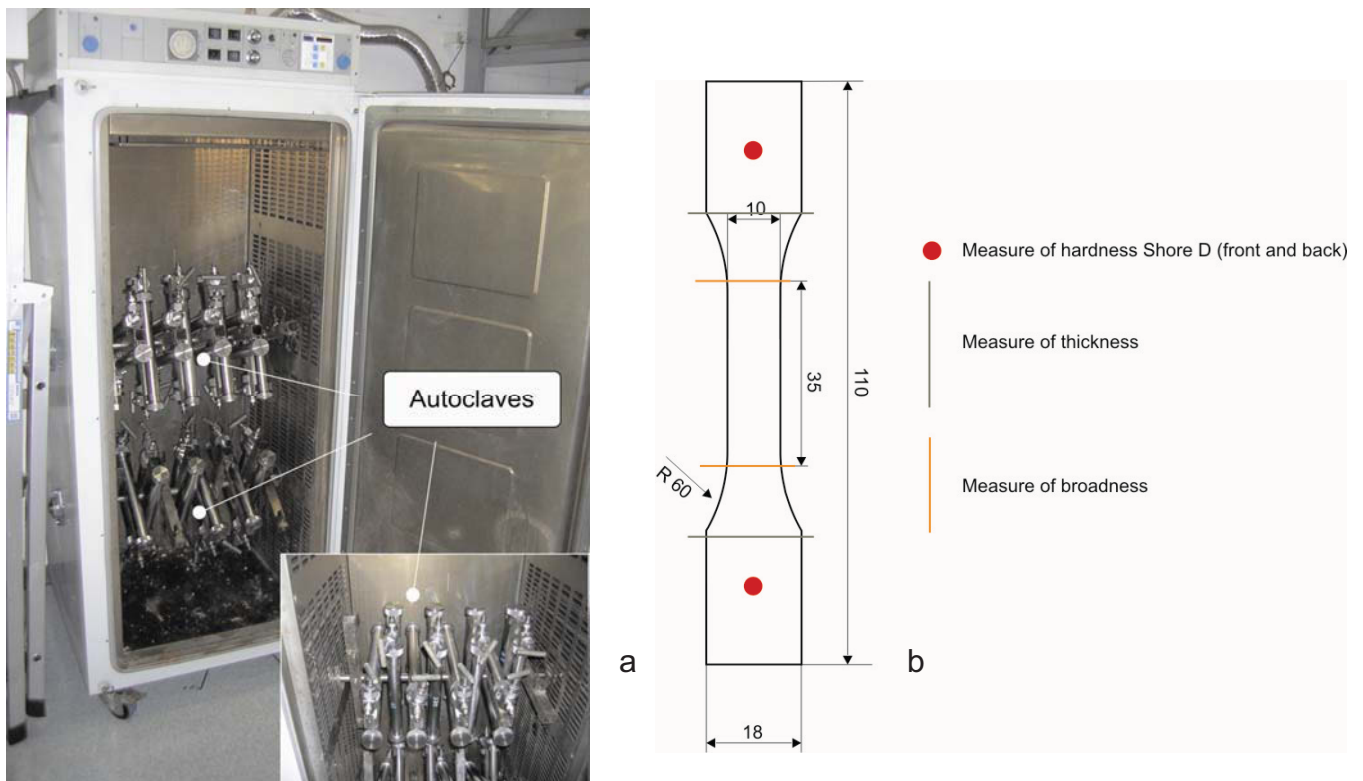 Autoclaves
a
10
35
110
R 60
18
b
Measure of hardness Shore D (front and back)
Measure of thickness
Measure of broadness